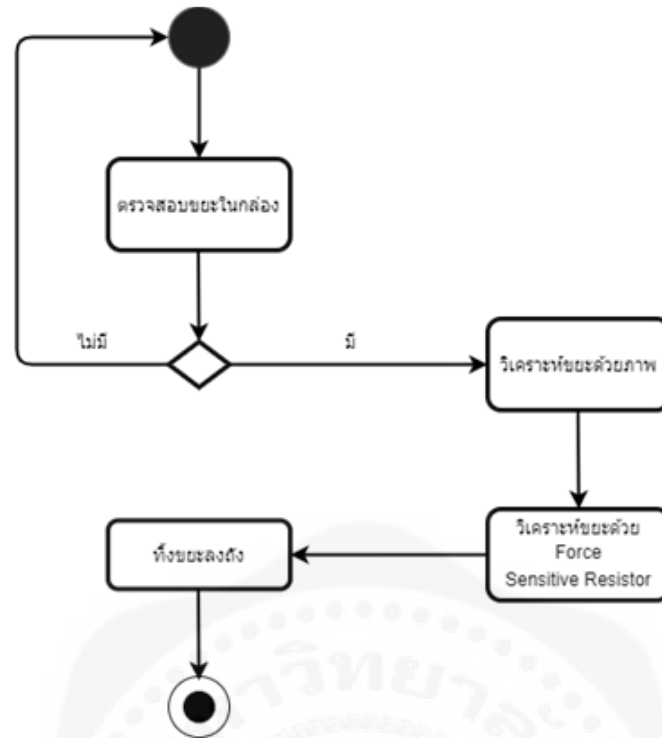 ตรวจสอบขยะในกล่อง
ไม่มี
มี
วิเคราะห์ขยะด้วยภาพ
วิเคราะห์ขยะด้วย
Force
Sensitive Resistor
ทิ้งขยะลงถัง